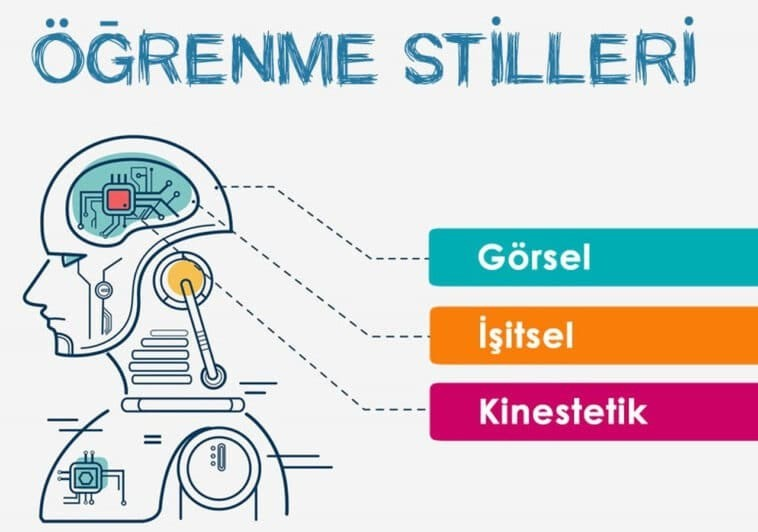 ÖĞRENME STİLLERİ
Görsel
İşitsel
Kinestetik